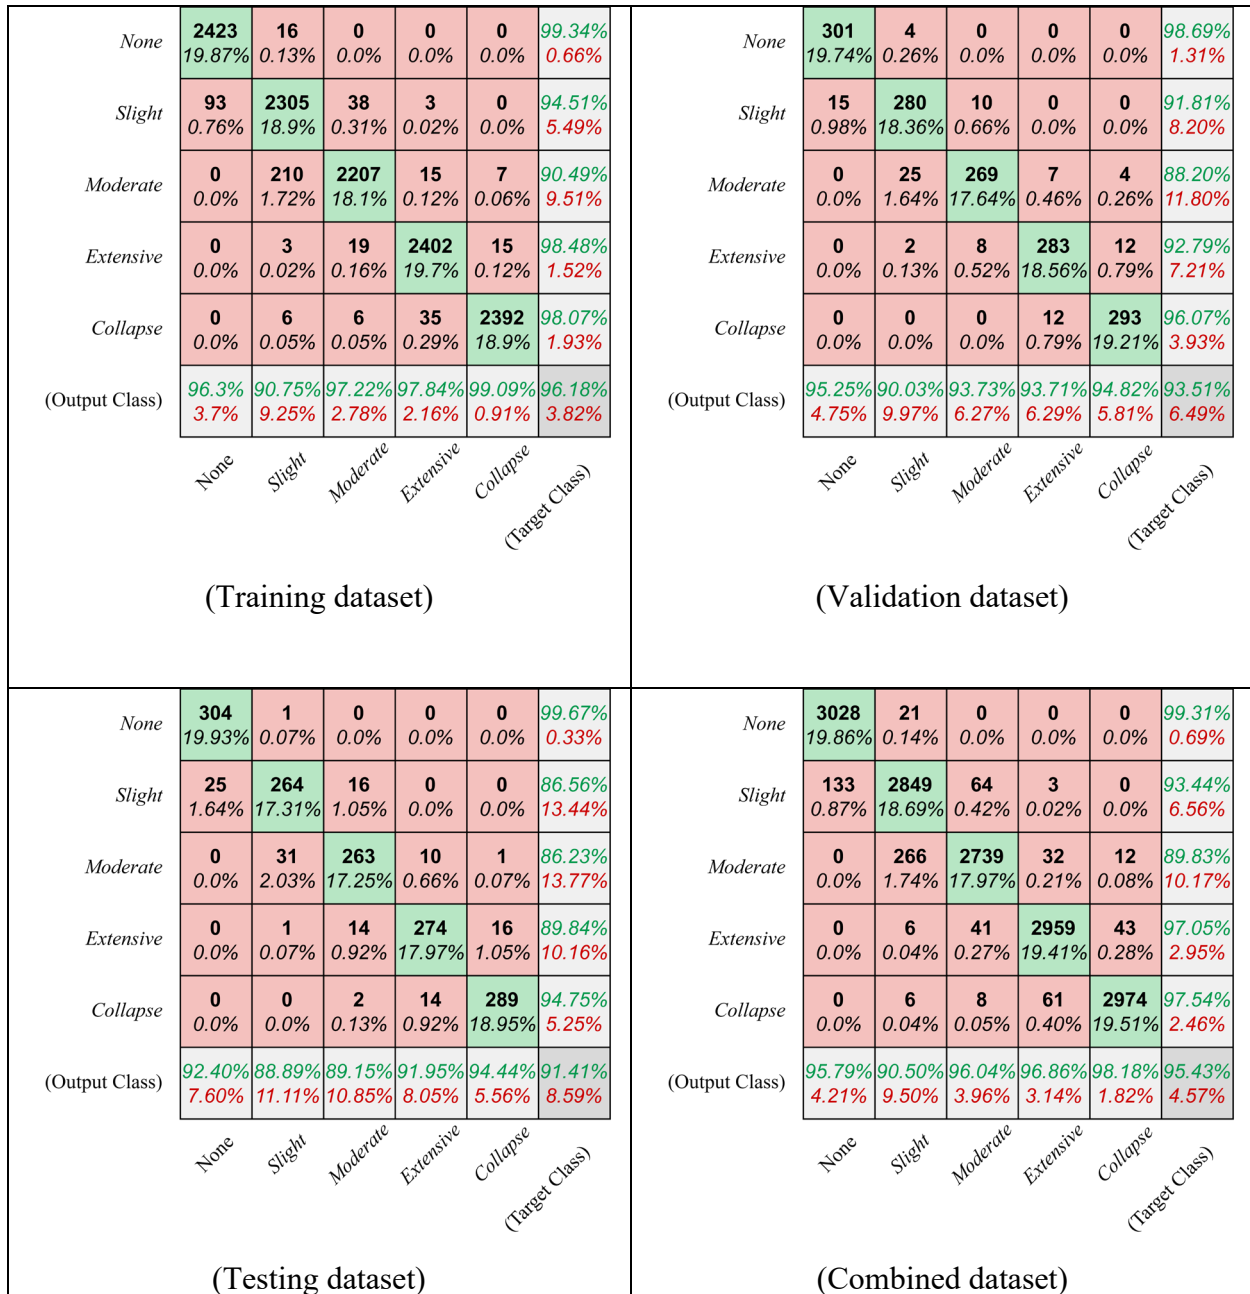 None 2423 16 0 0 0 99.34%
19.87% 0.13% 0.0% 0.0% 0.0% 0.66%
Slight 93 2305 38 3 0 94.51%
0.76% 18.9% 0.31% 0.02% 0.0% 5.49%
Moderate 0 210 2207 15 7 90.49%
0.0% 1.72% 18.1% 0.12% 0.06% 9.51%
Extensive 0 3 19 2402 15 98.48%
0.0% 0.02% 0.16% 19.7% 0.12% 1.52%
Collapse 0 6 6 35 2392 98.07%
0.0% 0.05% 0.05% 0.29% 18.9% 1.93%
(Output Class) 96.3% 90.75% 97.22% 97.84% 99.09% 96.18%
3.7% 9.25% 2.78% 2.16% 0.91% 3.82%
None Slight Moderate Extensive Collapse (Target Class)
(Training dataset)
None 301 4 0 0 0 98.69%
19.74% 0.26% 0.0% 0.0% 0.0% 1.31%
Slight 15 280 10 0 0 91.81%
0.98% 18.36% 0.66% 0.0% 0.0% 8.20%
Moderate 0 25 269 7 4 88.20%
0.0% 1.64% 17.64% 0.46% 0.26% 11.80%
Extensive 0 2 8 283 12 92.79%
0.0% 0.13% 0.52% 18.56% 0.79% 7.21%
Collapse 0 0 0 12 293 96.07%
0.0% 0.0% 0.0% 0.79% 19.21% 3.93%
(Output Class) 95.25% 90.03% 93.73% 93.71% 94.82% 93.51%
4.75% 9.97% 6.27% 6.29% 5.81% 6.49%
None Slight Moderate Extensive Collapse (Target Class)
(Validation dataset)
None 304 1 0 0 0 99.67%
19.93% 0.07% 0.0% 0.0% 0.0% 0.33%
Slight 25 264 16 0 0 86.56%
1.64% 17.31% 1.05% 0.0% 0.0% 13.44%
Moderate 0 31 263 10 1 86.23%
0.0% 2.03% 17.25% 0.66% 0.07% 13.77%
Extensive 0 1 14 274 16 89.84%
0.0% 0.07% 0.92% 17.97% 1.05% 10.16%
Collapse 0 0 2 14 289 94.75%
0.0% 0.0% 0.13% 0.92% 18.95% 5.25%
(Output Class) 92.40% 88.89% 89.15% 91.95% 94.44% 91.41%
7.60% 11.11% 10.85% 8.05% 5.56% 8.59%
None Slight Moderate Extensive Collapse (Target Class)
(Testing dataset)
None 3028 21 0 0 0 99.31%
19.86% 0.14% 0.0% 0.0% 0.0% 0.69%
Slight 133 2849 64 3 0 93.44%
0.87% 18.69% 0.42% 0.02% 0.0% 6.56%
Moderate 0 266 2739 32 12 89.83%
0.0% 1.74% 17.97% 0.21% 0.08% 10.17%
Extensive 0 6 41 2959 43 97.05%
0.0% 0.04% 0.27% 19.41% 0.28% 2.95%
Collapse 0 6 8 61 2974 97.54%
0.0% 0.04% 0.05% 0.40% 19.51% 2.46%
(Output Class) 95.79% 90.50% 96.04% 96.86% 98.18% 95.43%
4.21% 9.50% 3.96% 3.14% 1.82% 4.57%
None Slight Moderate Extensive Collapse (Target Class)
(Combined dataset)